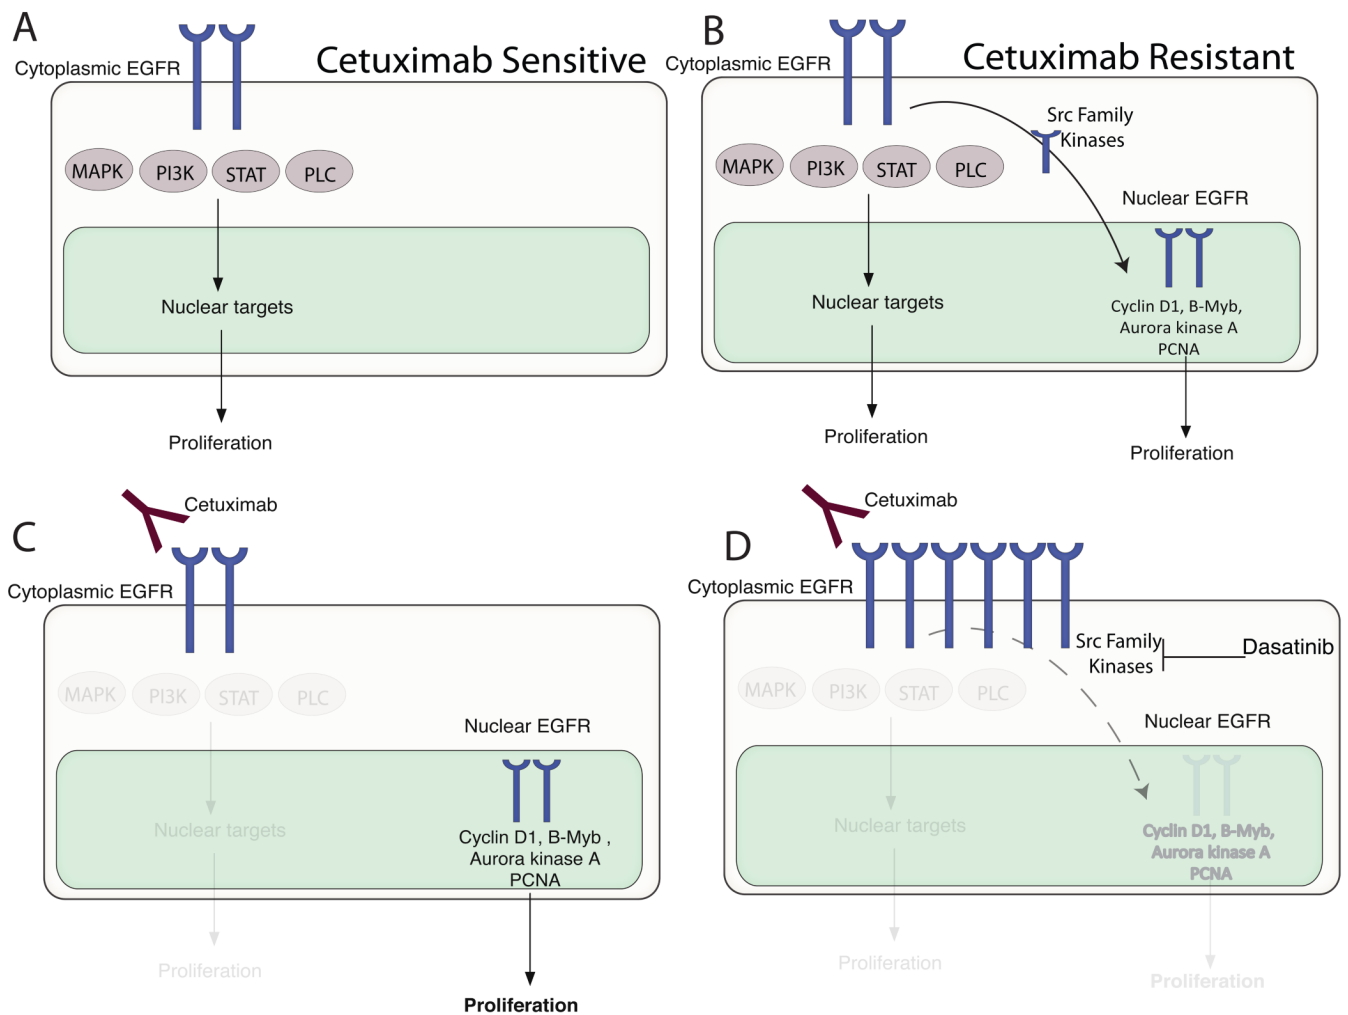 A
Cetuximab Sensitive
Cytoplasmic EGFR
MAPK
PI3K
STAT
PLC
Nuclear targets
Proliferation
B
Cetuximab Resistant
Cytoplasmic EGFR
Src Family
Kinases
MAPK
PI3K
STAT
PLC
Nuclear EGFR
Nuclear targets
Cyclin D1, B-Myb,
Aurora kinase A
PCNA
Proliferation
Proliferation
C
Cetuximab
Cytoplasmic EGFR
MAPK
PI3K
STAT
PLC
Nuclear EGFR
Nuclear targets
Cyclin D1, B-Myb ,
Aurora kinase A
PCNA
Proliferation
Proliferation
D
Cetuximab
Cytoplasmic EGFR
Src Family
Kinases
Dasatinib
MAPK
PI3K
STAT
PLC
Nuclear EGFR
Nuclear targets
Cyclin D1, B-Myb,
Aurora kinase A
PCNA
Proliferation
Proliferation